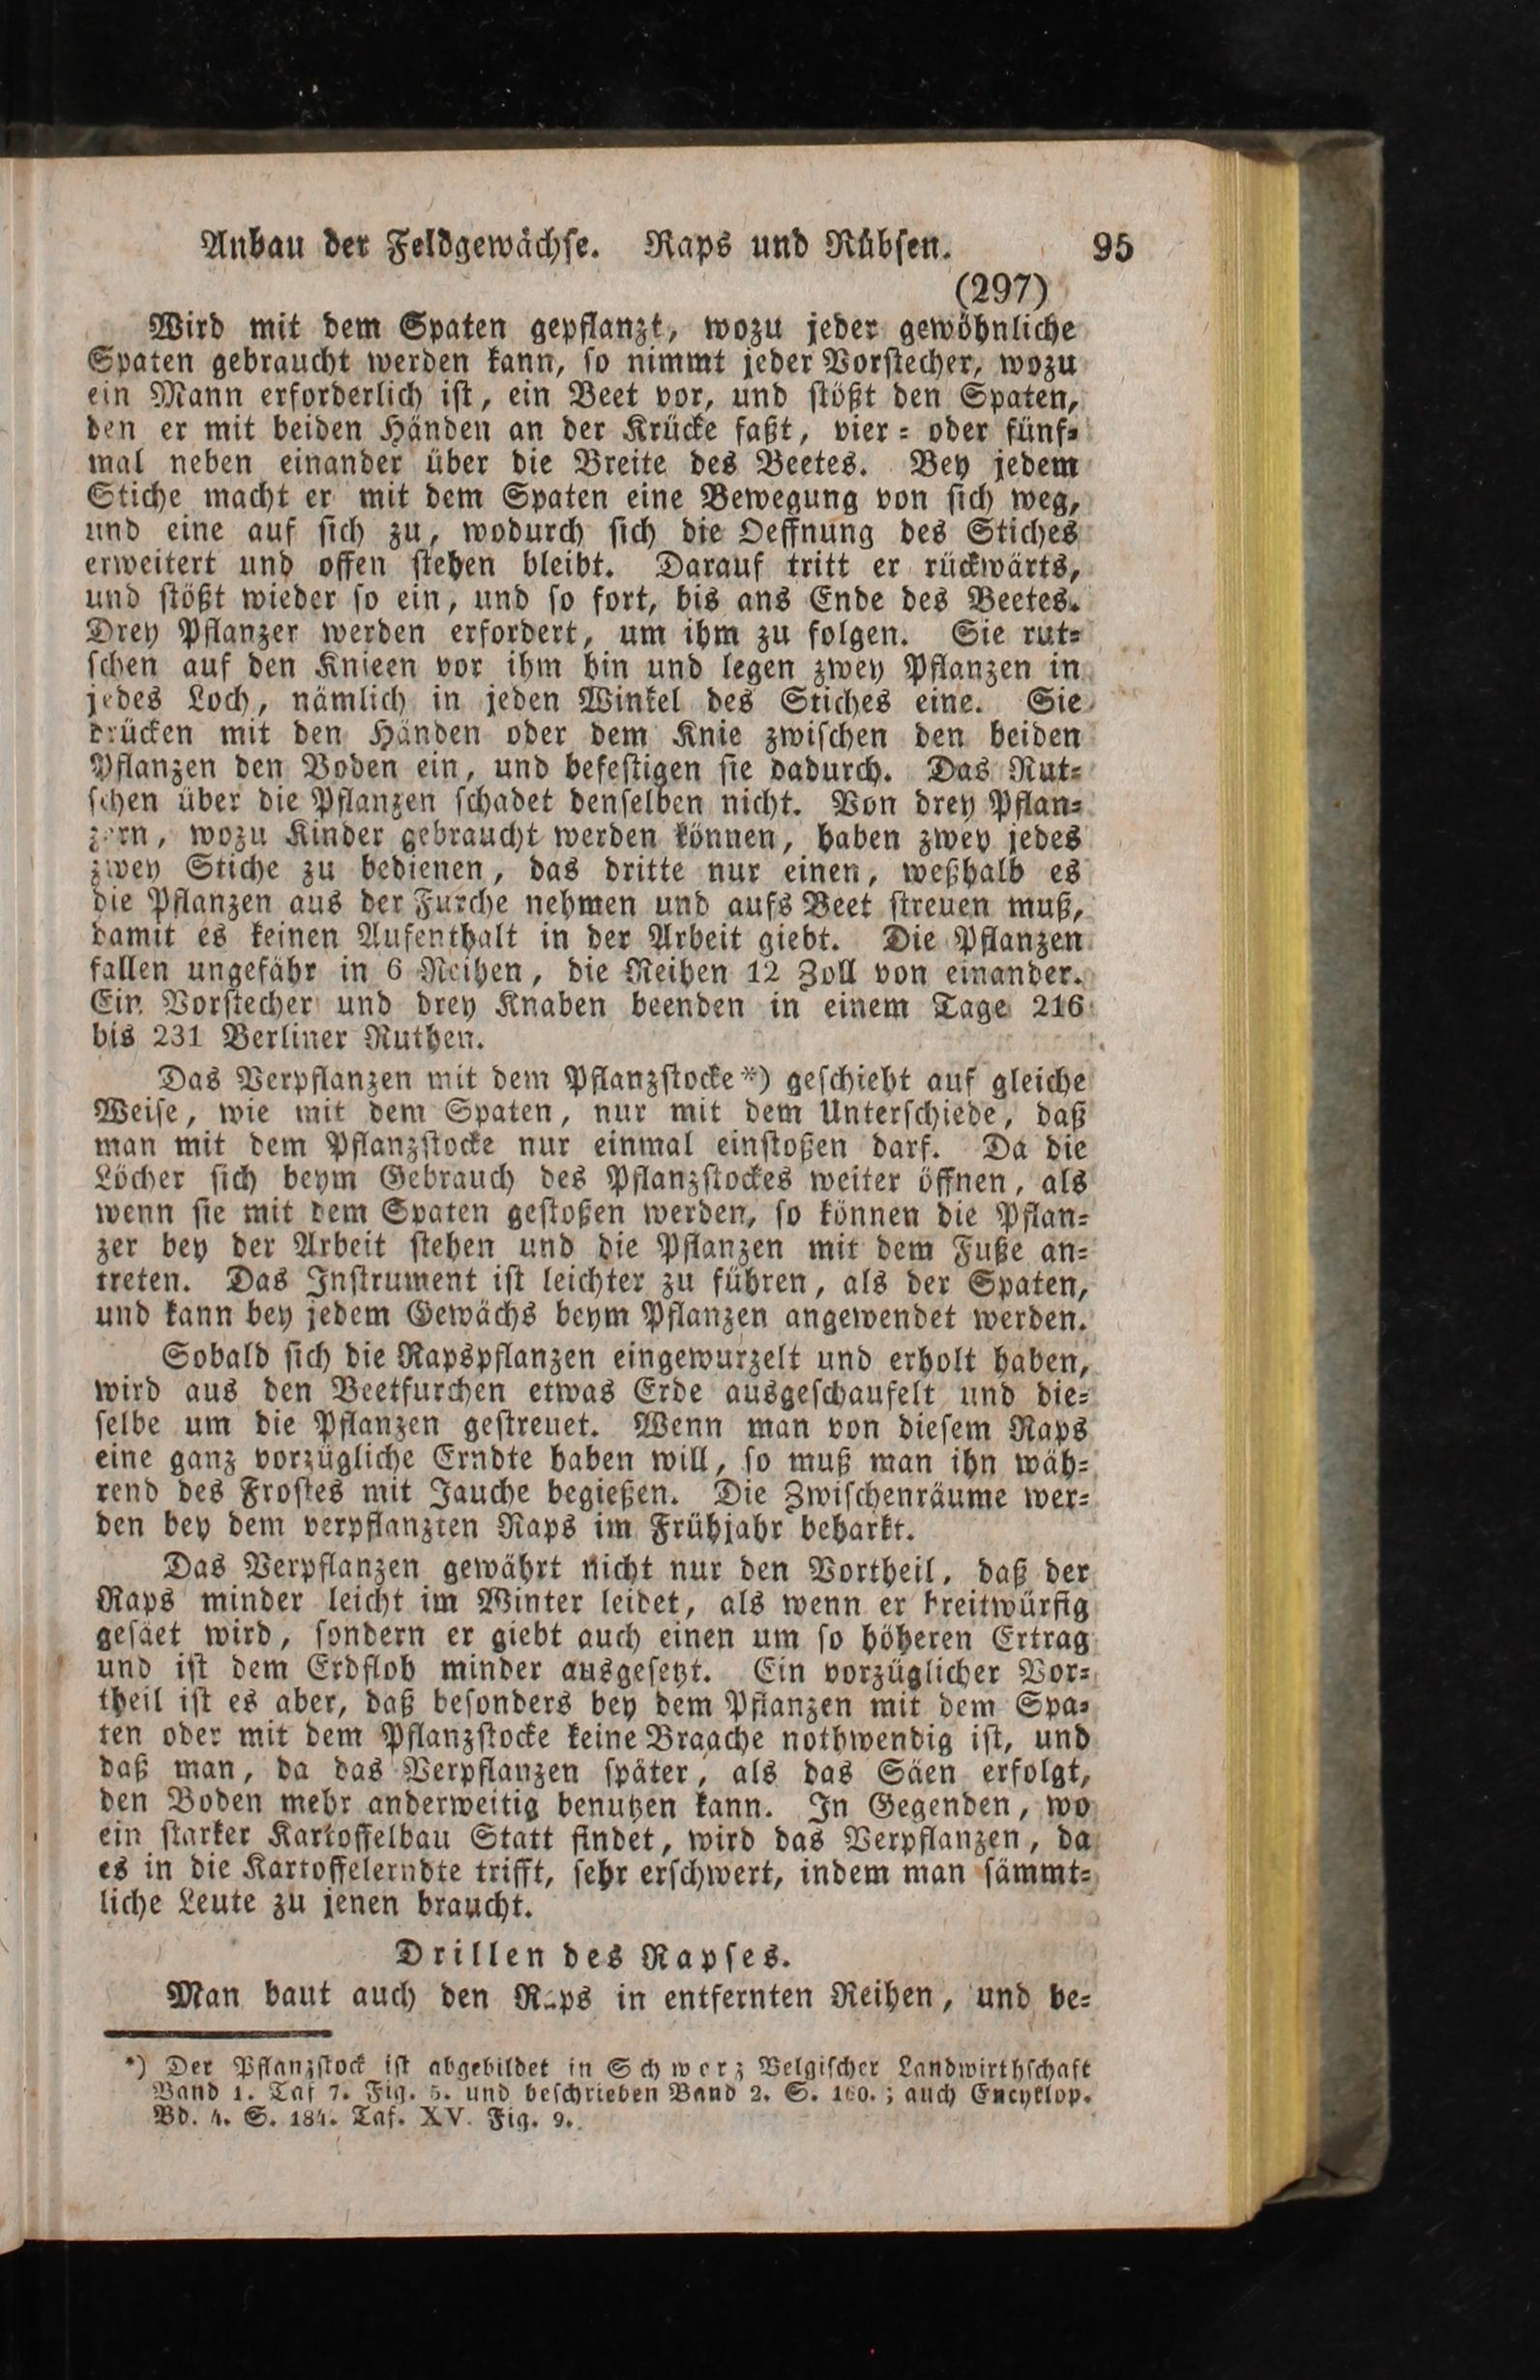 Anbau der Feldgewächse. Raps und Rübsen. 95
(297)
Wird mit dem Spaten gepflanzt, wozu jeder gewöhnliche
Spaten gebraucht werden kann, so nimmt jeder Vorstecher, wozu
ein Mann erforderlich ist, ein Beet vor, und stößt den Spaten,
den er mit beiden Händen an der Krücke faßt, vier= oder fünf=
mal neben einander über die Breite des Beetes. Bey jedem
Stiche macht er mit dem Spaten eine Bewegung von sich weg,
und eine auf sich zu, wodurch sich die Oeffnung des Stiches
erweitert und offen stehen bleibt. Darauf tritt er rückwärts,
und stößt wieder so ein, und so fort, bis ans Ende des Beetes.
Drey Pflanzer werden erfordert, um ihm zu folgen. Sie rut=
schen auf den Knieen vor ihm hin und legen zwey Pflanzen in
jedes Loch, nämlich in jeden Winkel des Stiches eine. Sie
drücken mit den Händen oder dem Knie zwischen den beiden
Pflanzen den Boden ein, und befestigen sie dadurch. Das Rut=
schen über die Pflanzen schadet denselben nicht. Von drey Pflan=
zern, wozu Kinder gebraucht werden können, haben zwey jedes
zwey Stiche zu bedienen, das dritte nur einen, weßhalb es
die Pflanzen aus der Furche nehmen und aufs Beet streuen muß,
damit es keinen Aufenthalt in der Arbeit giebt. Die Pflanzen
fallen ungefähr in 6 Reihen, die Reihen 12 Zoll von einander.
Ein Vorstecher und drey Knaben beenden in einem Tage 216
bis 231 Berliner Ruthen.
Das Verpflanzen mit dem Pflanzstocke*) geschieht auf gleiche
Weise, wie mit dem Spaten, nur mit dem Unterschiede, daß
man mit dem Pflanzstocke nur einmal einstoßen darf. Da die
Löcher sich beym Gebrauch des Pflanzstockes weiter öffnen, als
wenn sie mit dem Spaten gestoßen werden, so können die Pflan=
zer bey der Arbeit stehen und die Pflanzen mit dem Fuße an=
treten. Das Instrument ist leichter zu führen, als der Spaten,
und kann bey jedem Gewächs beym Pflanzen angewendet werden.
Sobald sich die Rapspflanzen eingewurzelt und erholt haben,
wird aus den Beetfurchen etwas Erde ausgeschaufelt und die=
selbe um die Pflanzen gestreuet. Wenn man von diesem Raps
eine ganz vorzügliche Erndte haben will, so muß man ihn wäh=
rend des Frostes mit Jauche begießen. Die Zwischenräume wer=
den bey dem verpflanzten Raps im Frühjahr beharkt.
Das Verpflanzen gewährt nicht nur den Vortheil, daß der
Raps minder leicht im Winter leidet, als wenn er breitwürfig
gesäet wird, sondern er giebt auch einen um so höheren Ertrag
und ist dem Erdfloh minder ausgesetzt. Ein vorzüglicher Vor=
theil ist es aber, daß besonders bey dem Pflanzen mit dem Spa=
ten oder mit dem Pflanzstocke keine Braache nothwendig ist, und
daß man, da das Verpflanzen später, als das Säen erfolgt,
den Boden mehr anderweitig benutzen kann. In Gegenden, wo
ein starker Kartoffelbau Statt findet, wird das Verpflanzen, da
es in die Kartoffelerndte trifft, sehr erschwert, indem man sämmt=
liche Leute zu jenen braucht.
Drillen des Rapses.
Man baut auch den Raps in entfernten Reihen, und be=
*) Der Pflanzstock ist abgebildet in Schwerz Belgischer Landwirthschaft
Band 1. Taf 7. Fig. 5. und beschrieben Band 2. S. 160.; auch Encyklop.
Bd. 4. S. 184. Taf. XV. Fig. 9.